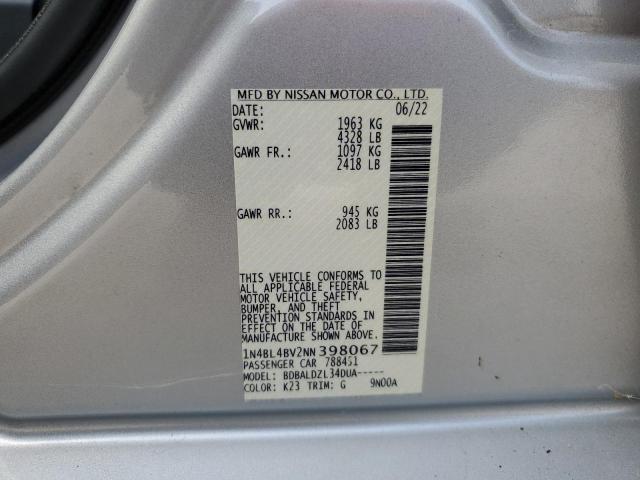 MFD BY NISSAN MOTOR CO., LTD.
DATE: 06/22
GVWR: 1963 KG
4328 LB
GAWR FR.: 1097 KG
2418 LB
GAWR RR.: 945 KG
2083 LB
THIS VEHICLE CONFORMS TO
ALL APPLICABLE FEDERAL
MOTOR VEHICLE SAFETY,
BUMPER, AND THEFT
PREVENTION STANDARDS IN
EFFECT ON THE DATE OF
MANUFACTURE SHOWN ABOVE.
1N4BL4BV2NN398067
PASSENGER CAR 788451
MODEL: BDBALDZL34DUA-----
COLOR: K23 TRIM: G 9N00A